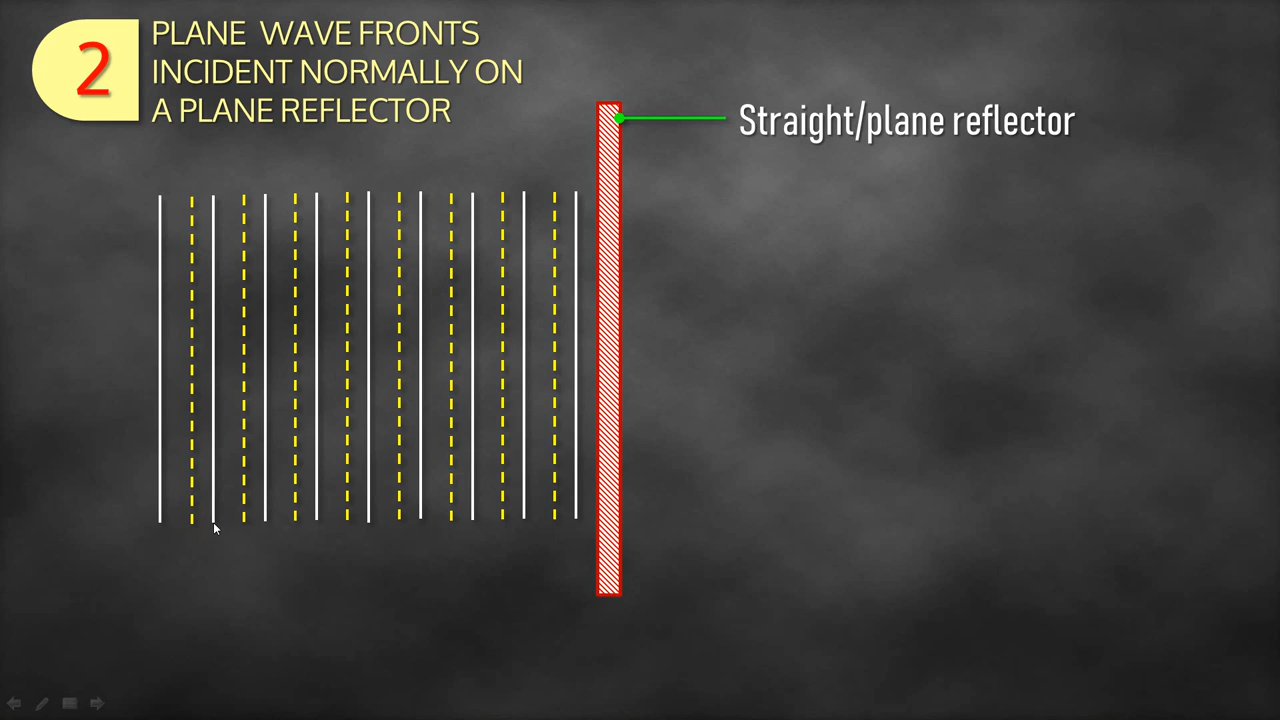 2
PLANE WAVE FRONTS
INCIDENT NORMALLY ON
A PLANE REFLECTOR
Straight/plane reflector